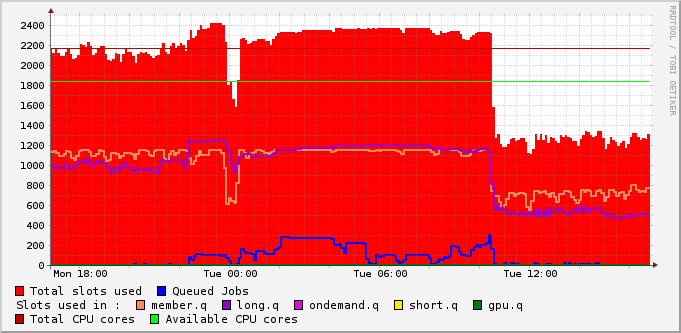 2400
2200
2000
1800
1600
1400
1200
1000
800
600
400
200
0
Mon 18:00 Tue 00:00 Tue 06:00 Tue 12:00
Total slots used Queued Jobs
Slots used in : member.q long.q ondemand.q short.q gpu.q
Total CPU cores Available CPU cores
RRDTOOL / TOBI OETIKER